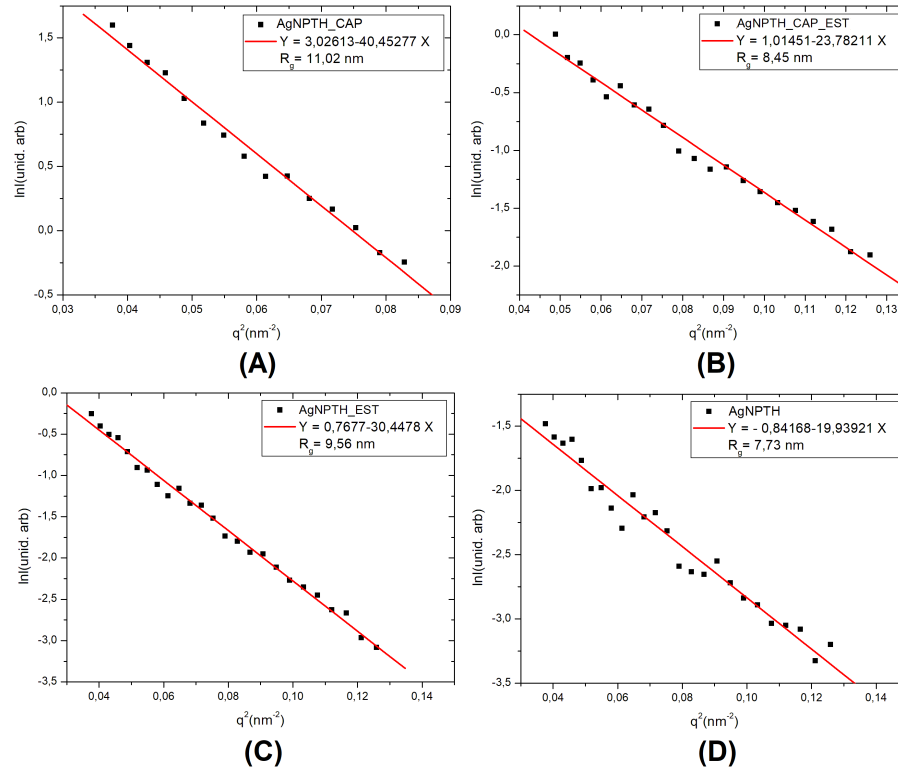 1,5
1,0
0,5
0,0
-0,5
0,03 0,04 0,05 0,06 0,07 0,08 0,09
lnI(unid. arb)
q²(nm⁻²)
AgNPTH_CAP
Y = 3,02613-40,45277 X
R_g = 11,02 nm
(A)
0,0
-0,5
-1,0
-1,5
-2,0
0,04 0,05 0,06 0,07 0,08 0,09 0,10 0,11 0,12 0,13
lnI(unid. arb)
q²(nm⁻²)
AgNPTH_CAP_EST
Y = 1,01451-23,78211 X
R_g = 8,45 nm
(B)
0,0
-0,5
-1,0
-1,5
-2,0
-2,5
-3,0
-3,5
0,04 0,06 0,08 0,10 0,12 0,14
lnI(unid. arb)
q²(nm⁻²)
AgNPTH_EST
Y = 0,7677-30,4478 X
R_g = 9,56 nm
(C)
-1,0
-1,5
-2,0
-2,5
-3,0
-3,5
0,04 0,06 0,08 0,10 0,12 0,14
lnI(unid. arb)
q²(nm⁻²)
AgNPTH
Y = - 0,84168-19,93921 X
R_g = 7,73 nm
(D)